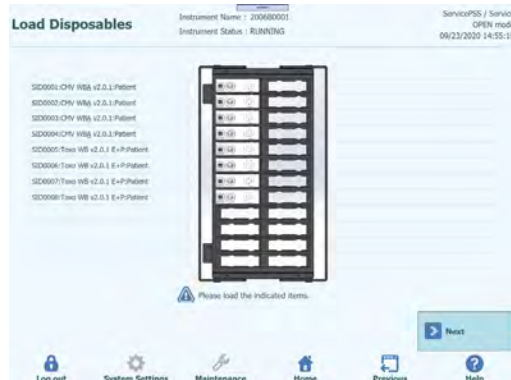 Load Disposables
Instrument Name : 200680001
Instrument Status : RUNNING
ServicePSS / Servic
OPEN mode
09/23/2020 14:55:1
SID0001:CMV WBA v2.0.1:Patient
SID0002:CMV WBA v2.0.1:Patient
SID0003:CMV WBA v2.0.1:Patient
SID0004:CMV WBA v2.0.1:Patient
SID0005:Toxo WB v2.0.1 E+P:Patient
SID0006:Toxo WB v2.0.1 E+P:Patient
SID0007:Toxo WB v2.0.1 E+P:Patient
SID0008:Toxo WB v2.0.1 E+P:Patient
Please load the indicated items.
Next
Log out
System Settings
Maintenance
Home
Previous
Help